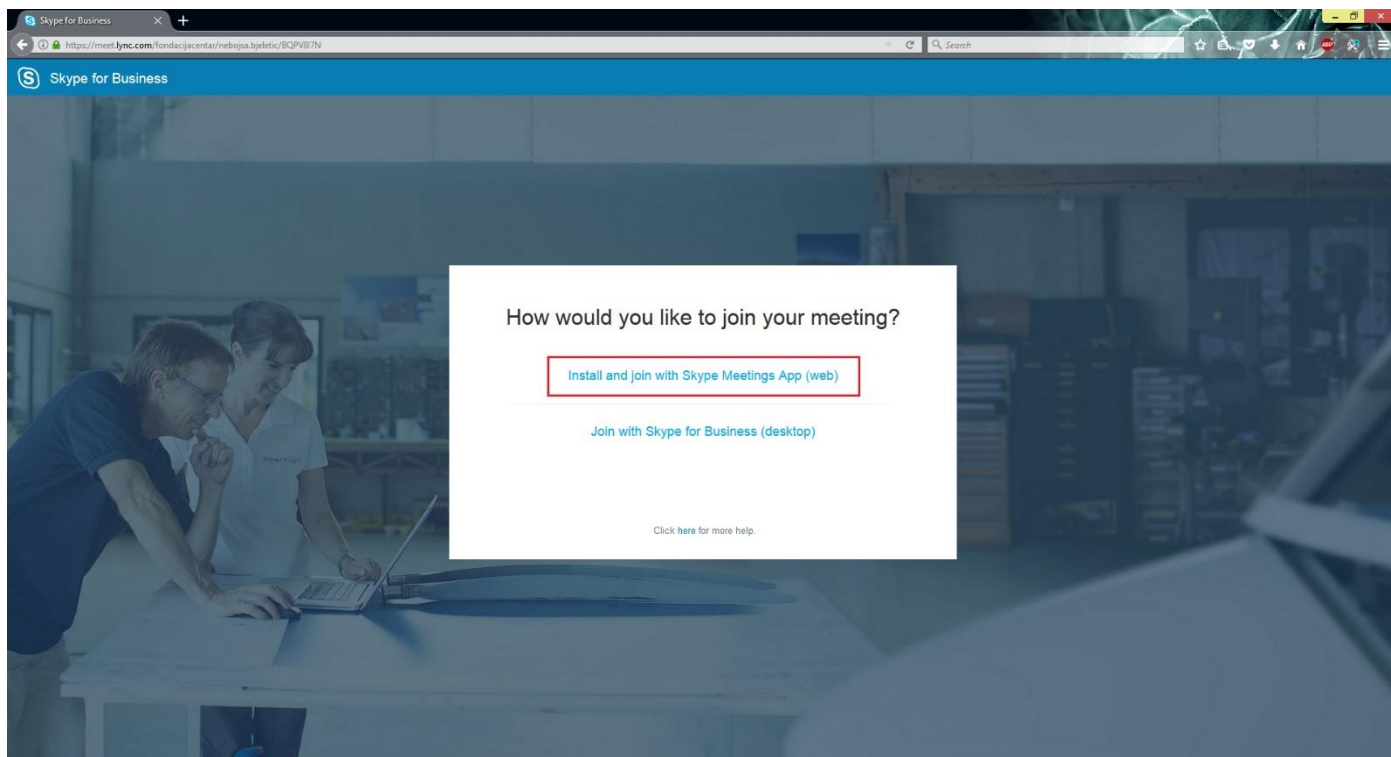 Skype for Business
https://meet.lync.com/fondacijacentar/nebojsa.bjeletic/BQPV8I7N
Search
ABP
Skype for Business
How would you like to join your meeting?
Install and join with Skype Meetings App (web)
Join with Skype for Business (desktop)
Click here for more help.